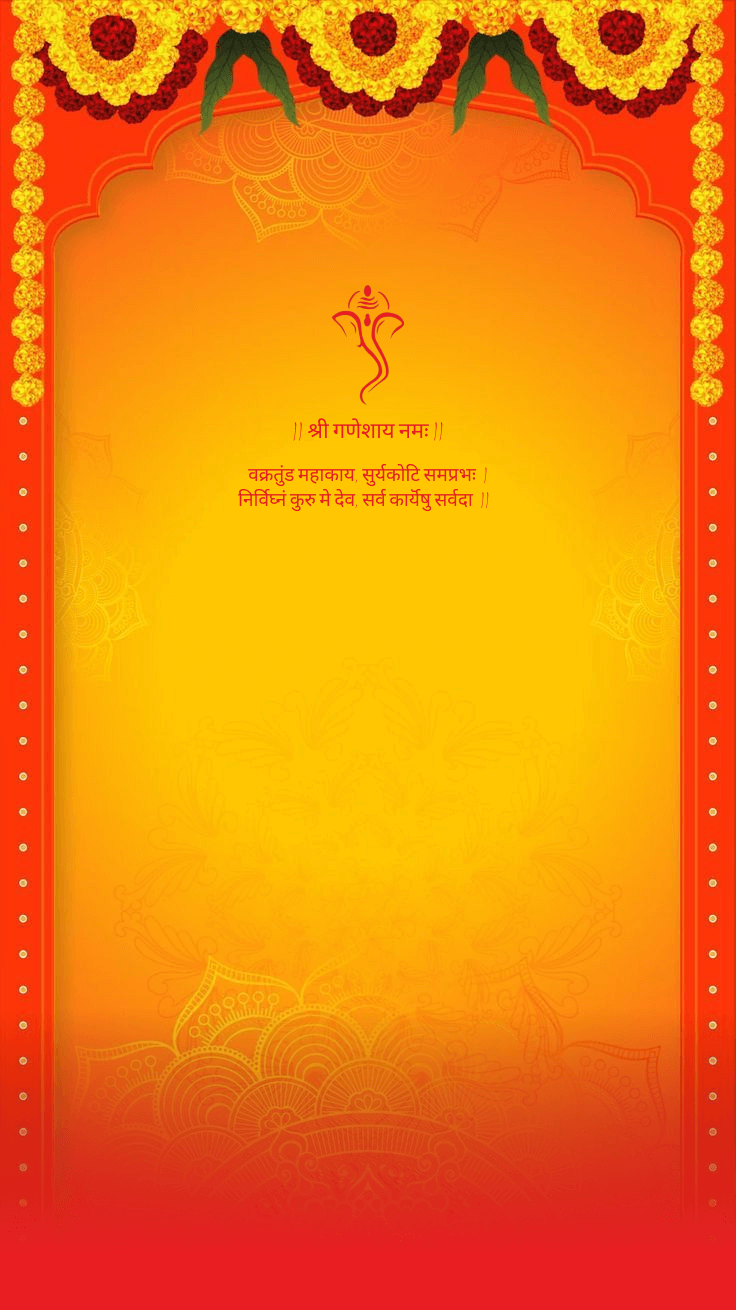 || श्री गणेशाय नमः ||
वक्रतुंड महाकाय, सुर्यकोटि समप्रभः |
निर्विघ्नं कुरु मे देव, सर्व कार्येषु सर्वदा ||